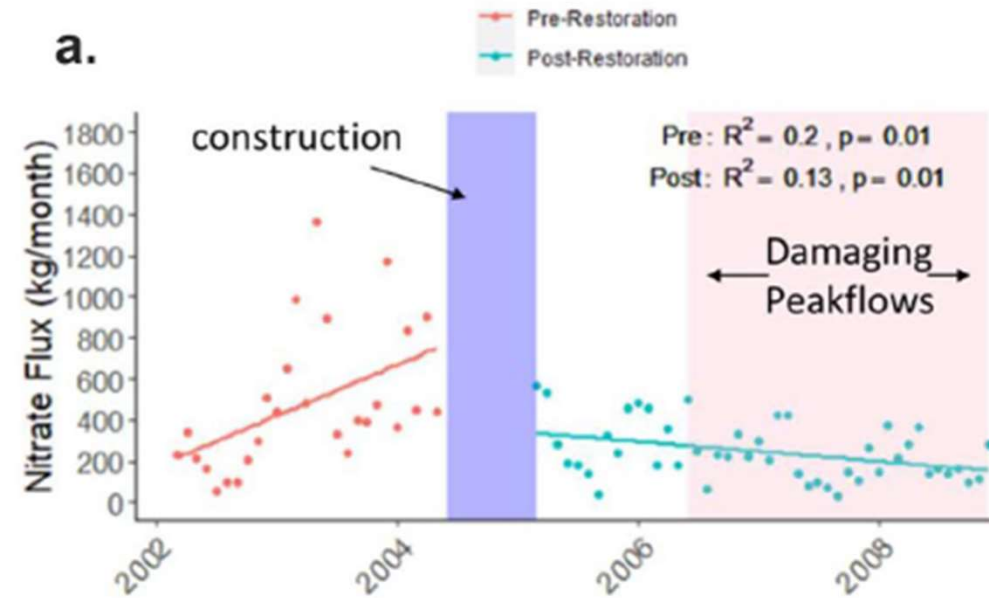 a.
Pre-Restoration
Post-Restoration
construction
Pre: R² = 0.2 , p = 0.01
Post: R² = 0.13 , p = 0.01
Damaging
Peakflows
Nitrate Flux (kg/month)
1800
1600
1400
1200
1000
800
600
400
200
0
2002
2004
2006
2008